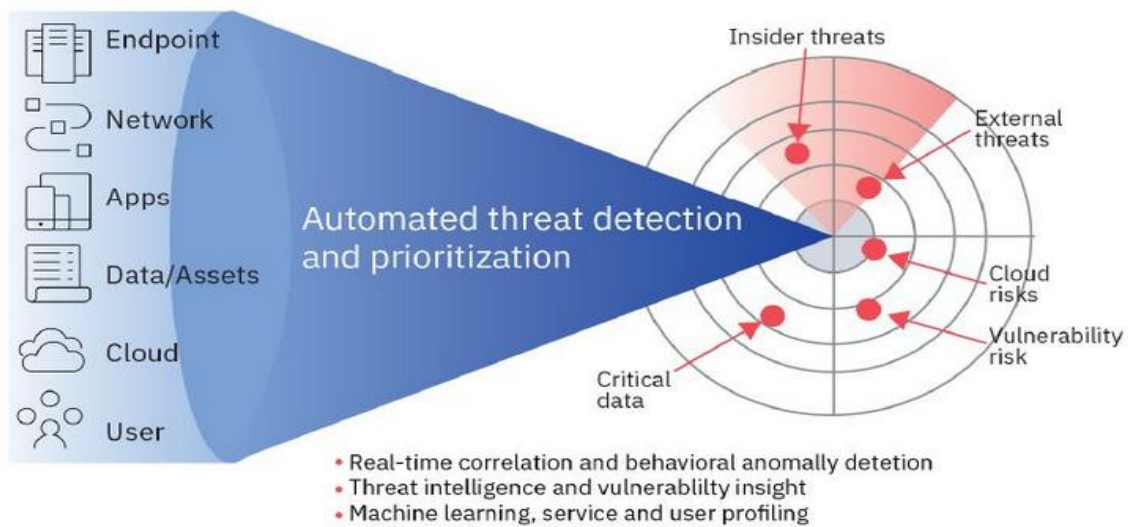 Endpoint
Network
Apps
Data/Assets
Cloud
User
Automated threat detection
and prioritization
Insider threats
External
threats
Cloud
risks
Vulnerability
risk
Critical
data
• Real-time correlation and behavioral anomally detetion
• Threat intelligence and vulnerablilty insight
• Machine learning, service and user profiling